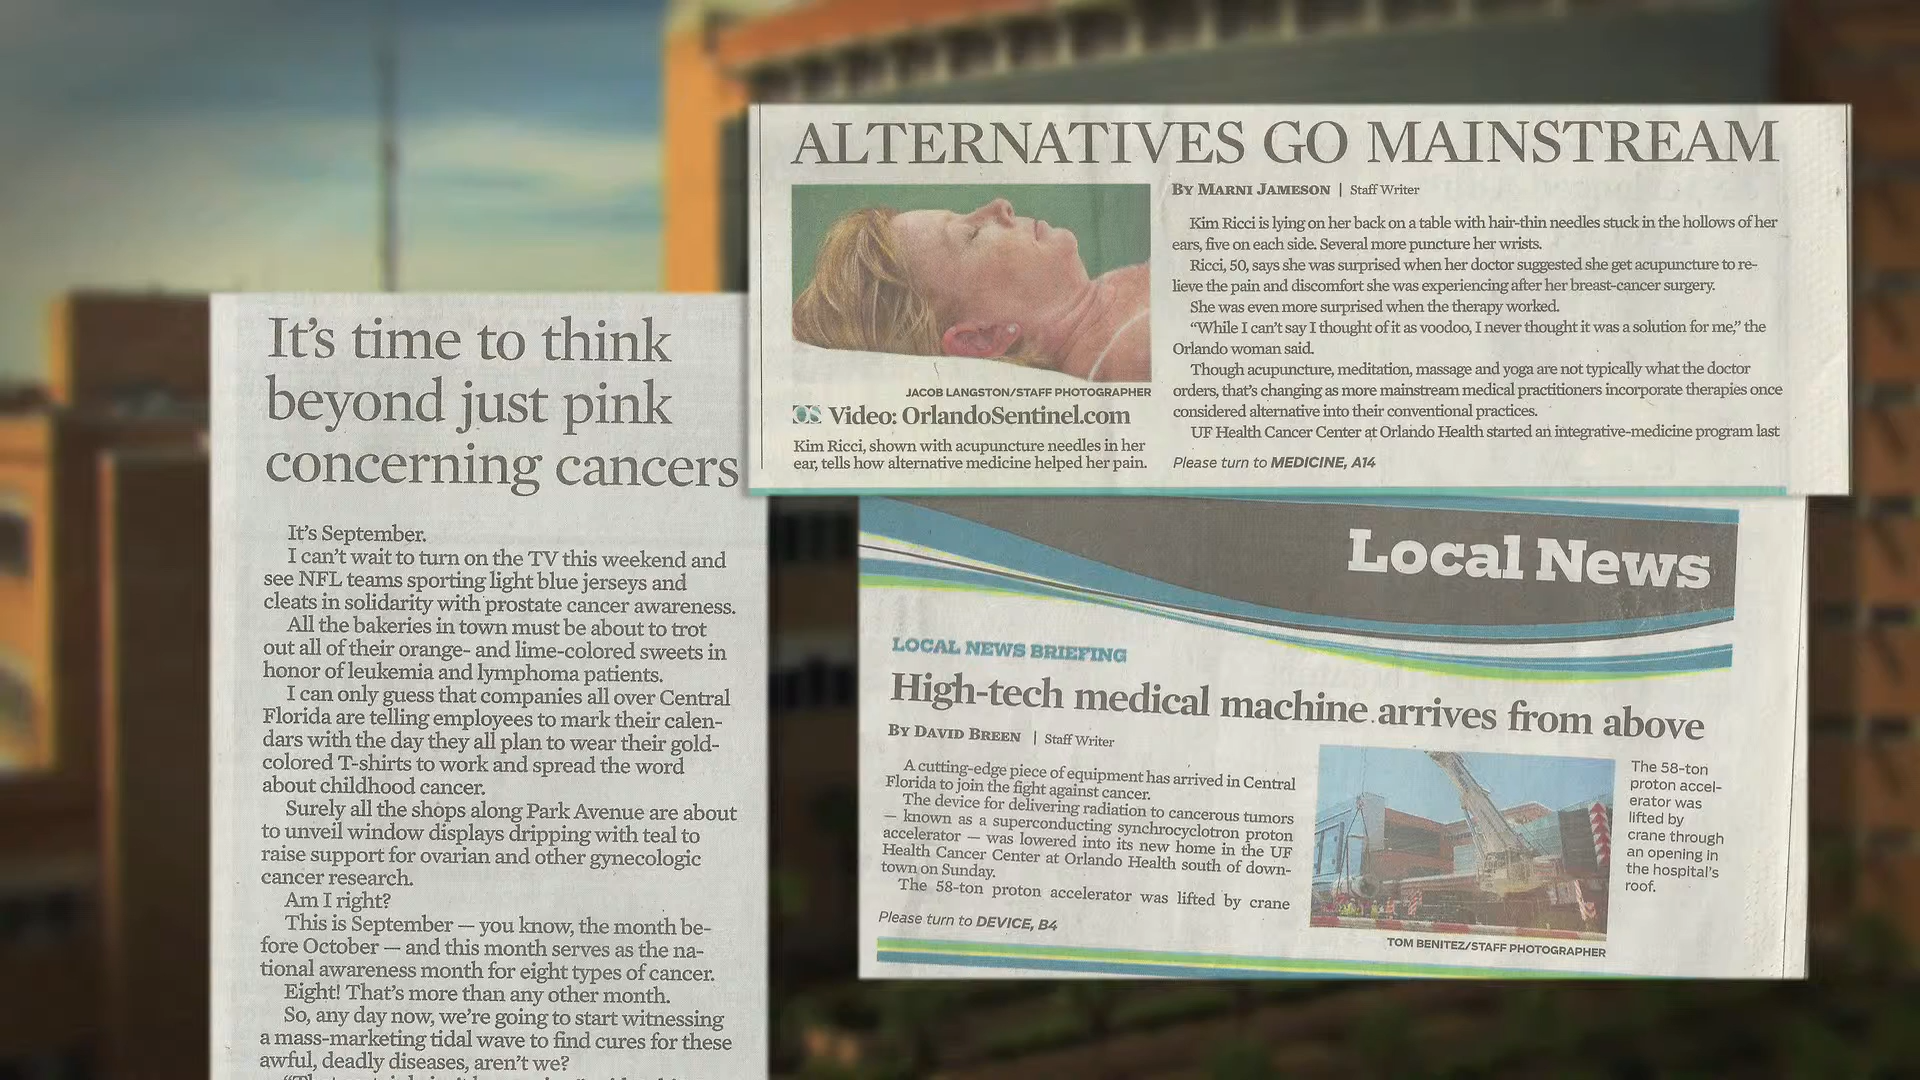 It's time to think
beyond just pink
concerning cancers
It's September.
I can't wait to turn on the TV this weekend and
see NFL teams sporting light blue jerseys and
cleats in solidarity with prostate cancer awareness.
All the bakeries in town must be about to trot
out all of their orange- and lime-colored sweets in
honor of leukemia and lymphoma patients.
I can only guess that companies all over Central
Florida are telling employees to mark their calen-
dars with the day they all plan to wear their gold-
colored T-shirts to work and spread the word
about childhood cancer.
Surely all the shops along Park Avenue are about
to unveil window displays dripping with teal to
raise support for ovarian and other gynecologic
cancer research.
Am I right?
This is September — you know, the month be-
fore October — and this month serves as the na-
tional awareness month for eight types of cancer.
Eight! That's more than any other month.
So, any day now, we're going to start witnessing
a mass-marketing tidal wave to find cures for these
awful, deadly diseases, aren't we?
ALTERNATIVES GO MAINSTREAM
JACOB LANGSTON/STAFF PHOTOGRAPHER
OS Video: OrlandoSentinel.com
Kim Ricci, shown with acupuncture needles in her
ear, tells how alternative medicine helped her pain.
BY MARNI JAMESON | Staff Writer
Kim Ricci is lying on her back on a table with hair-thin needles stuck in the hollows of her
ears, five on each side. Several more puncture her wrists.
Ricci, 50, says she was surprised when her doctor suggested she get acupuncture to re-
lieve the pain and discomfort she was experiencing after her breast-cancer surgery.
She was even more surprised when the therapy worked.
“While I can't say I thought of it as voodoo, I never thought it was a solution for me,” the
Orlando woman said.
Though acupuncture, meditation, massage and yoga are not typically what the doctor
orders, that's changing as more mainstream medical practitioners incorporate therapies once
considered alternative into their conventional practices.
UF Health Cancer Center at Orlando Health started an integrative-medicine program last
Please turn to MEDICINE, A14
Local News
LOCAL NEWS BRIEFING
High-tech medical machine arrives from above
BY DAVID BREEN | Staff Writer
A cutting-edge piece of equipment has arrived in Central
Florida to join the fight against cancer.
The device for delivering radiation to cancerous tumors
— known as a superconducting synchrocyclotron proton
accelerator — was lowered into its new home in the UF
Health Cancer Center at Orlando Health south of down-
town on Sunday.
The 58-ton proton accelerator was lifted by crane
Please turn to DEVICE, B4
TOM BENITEZ/STAFF PHOTOGRAPHER
The 58-ton
proton accel-
erator was
lifted by
crane through
an opening in
the hospital's
roof.